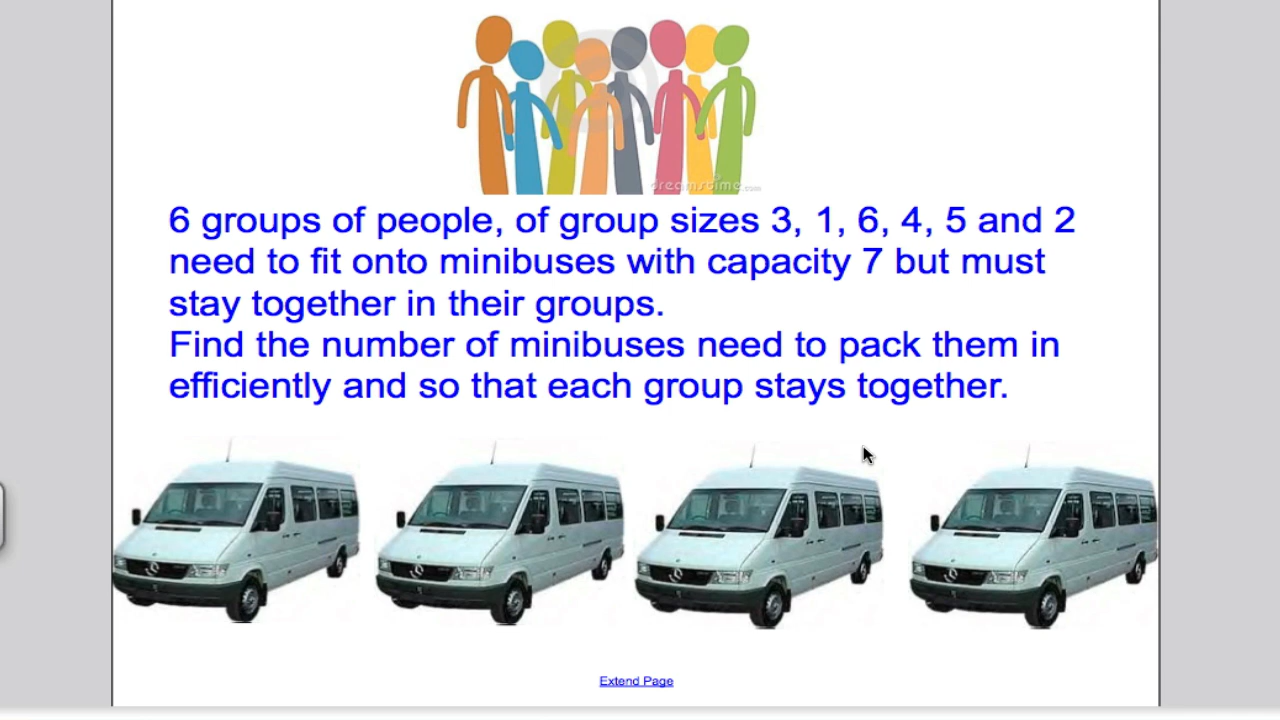 dreamstime.com
6 groups of people, of group sizes 3, 1, 6, 4, 5 and 2
need to fit onto minibuses with capacity 7 but must
stay together in their groups.
Find the number of minibuses need to pack them in
efficiently and so that each group stays together.
Extend Page